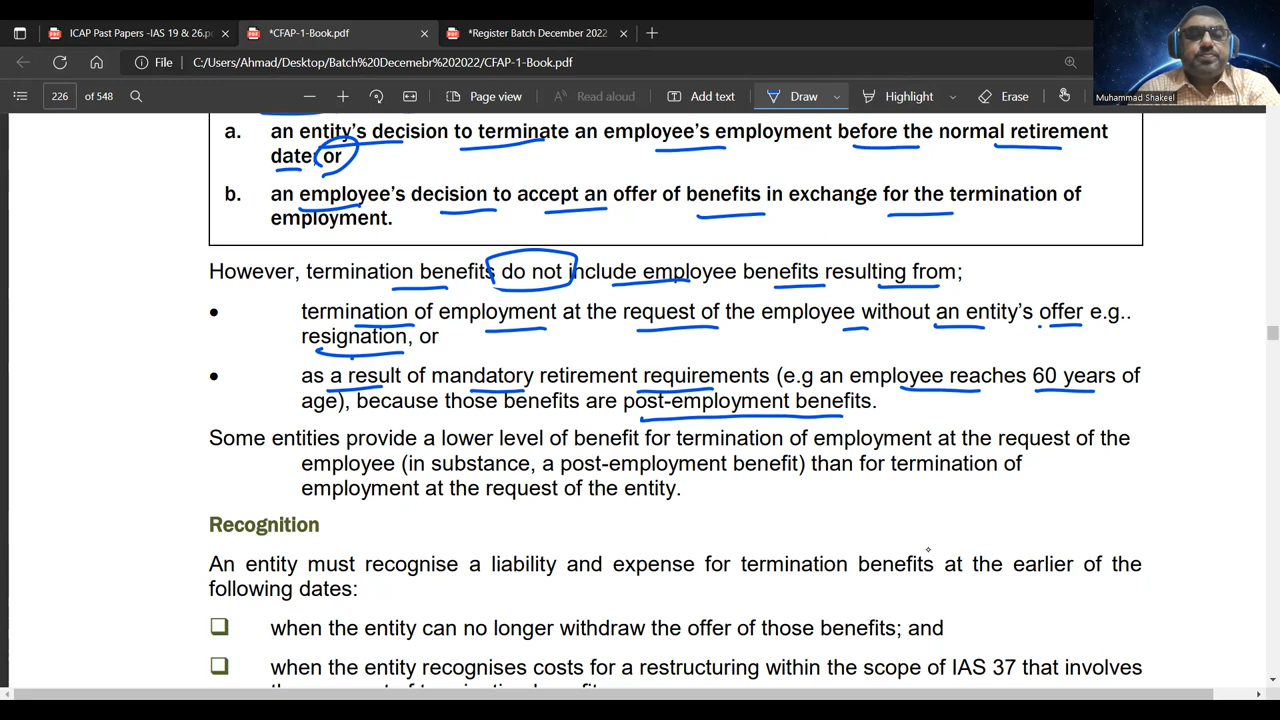 ICAP Past Papers -IAS 19 & 26.p
*CFAP-1-Book.pdf
*Register Batch December 2022
File
C:/Users/Ahmad/Desktop/Batch%20Decemebr%202022/CFAP-1-Book.pdf
Muhammad Shakeel
226 of 548
Page view
Read aloud
Add text
Draw
Highlight
Erase
a. an entity's decision to terminate an employee's employment before the normal retirement
date; or
b. an employee's decision to accept an offer of benefits in exchange for the termination of
employment.
However, termination benefits do not include employee benefits resulting from;
• termination of employment at the request of the employee without an entity's offer e.g..
resignation, or
• as a result of mandatory retirement requirements (e.g an employee reaches 60 years of
age), because those benefits are post-employment benefits.
Some entities provide a lower level of benefit for termination of employment at the request of the
employee (in substance, a post-employment benefit) than for termination of
employment at the request of the entity.
Recognition
An entity must recognise a liability and expense for termination benefits at the earlier of the
following dates:
❑ when the entity can no longer withdraw the offer of those benefits; and
❑ when the entity recognises costs for a restructuring within the scope of IAS 37 that involves